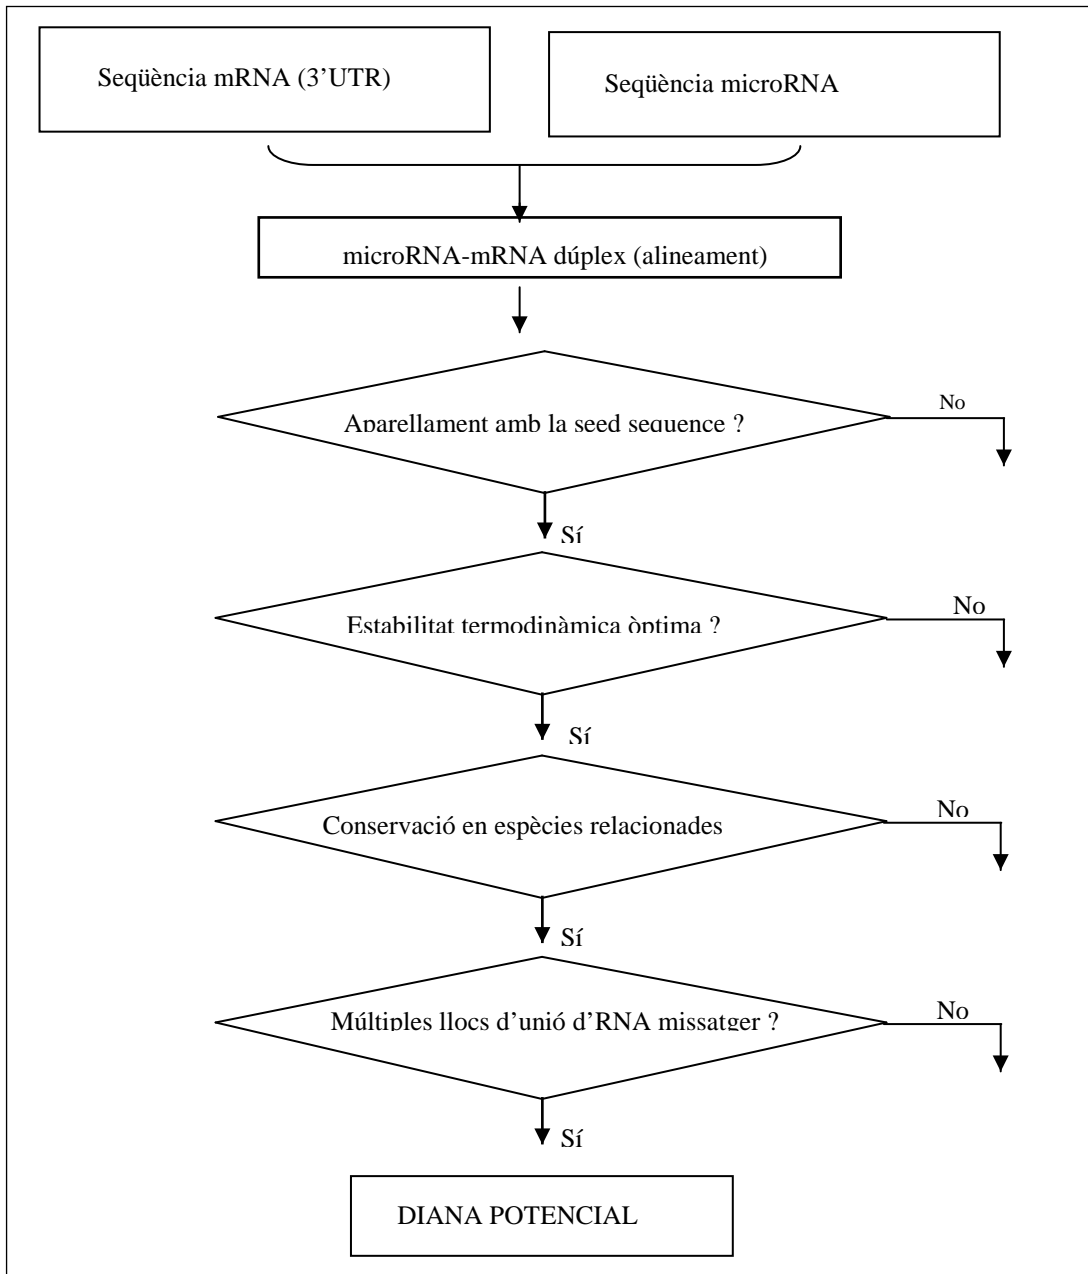 Seqüència mRNA (3’UTR)
Seqüència microRNA
microRNA-mRNA dúplex (alineament)
Aparellament amb la seed sequence ?
No
Sí
Estabilitat termodinàmica òptima ?
No
Sí
Conservació en espècies relacionades
No
Sí
Múltiples llocs d’unió d’RNA missatger ?
No
Sí
DIANA POTENCIAL